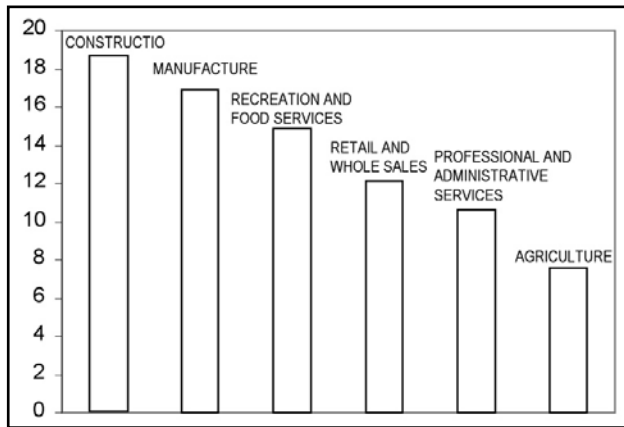 20
18
16
14
12
10
8
6
4
2
0
CONSTRUCTIO
MANUFACTURE
RECREATION AND
FOOD SERVICES
RETAIL AND
WHOLE SALES
PROFESSIONAL AND
ADMINISTRATIVE
SERVICES
AGRICULTURE